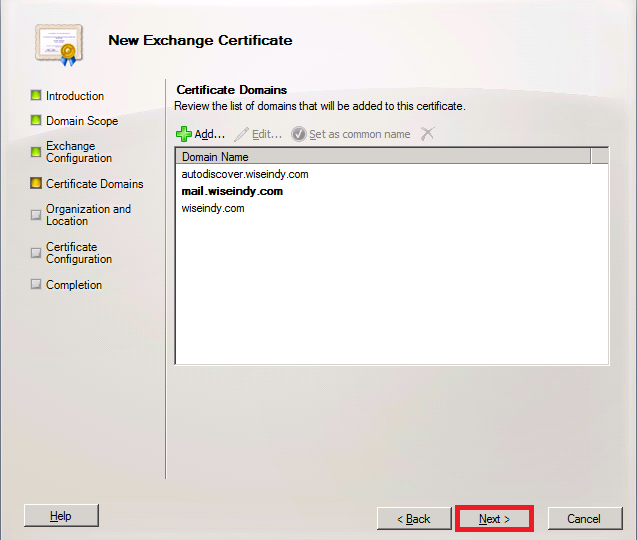 New Exchange Certificate
Introduction
Domain Scope
Exchange
Configuration
Certificate Domains
Organization and
Location
Certificate
Configuration
Completion
Certificate Domains
Review the list of domains that will be added to this certificate.
Add... Edit... Set as common name
Domain Name
autodiscover.wiseindy.com
mail.wiseindy.com
wiseindy.com
Help < Back Next > Cancel